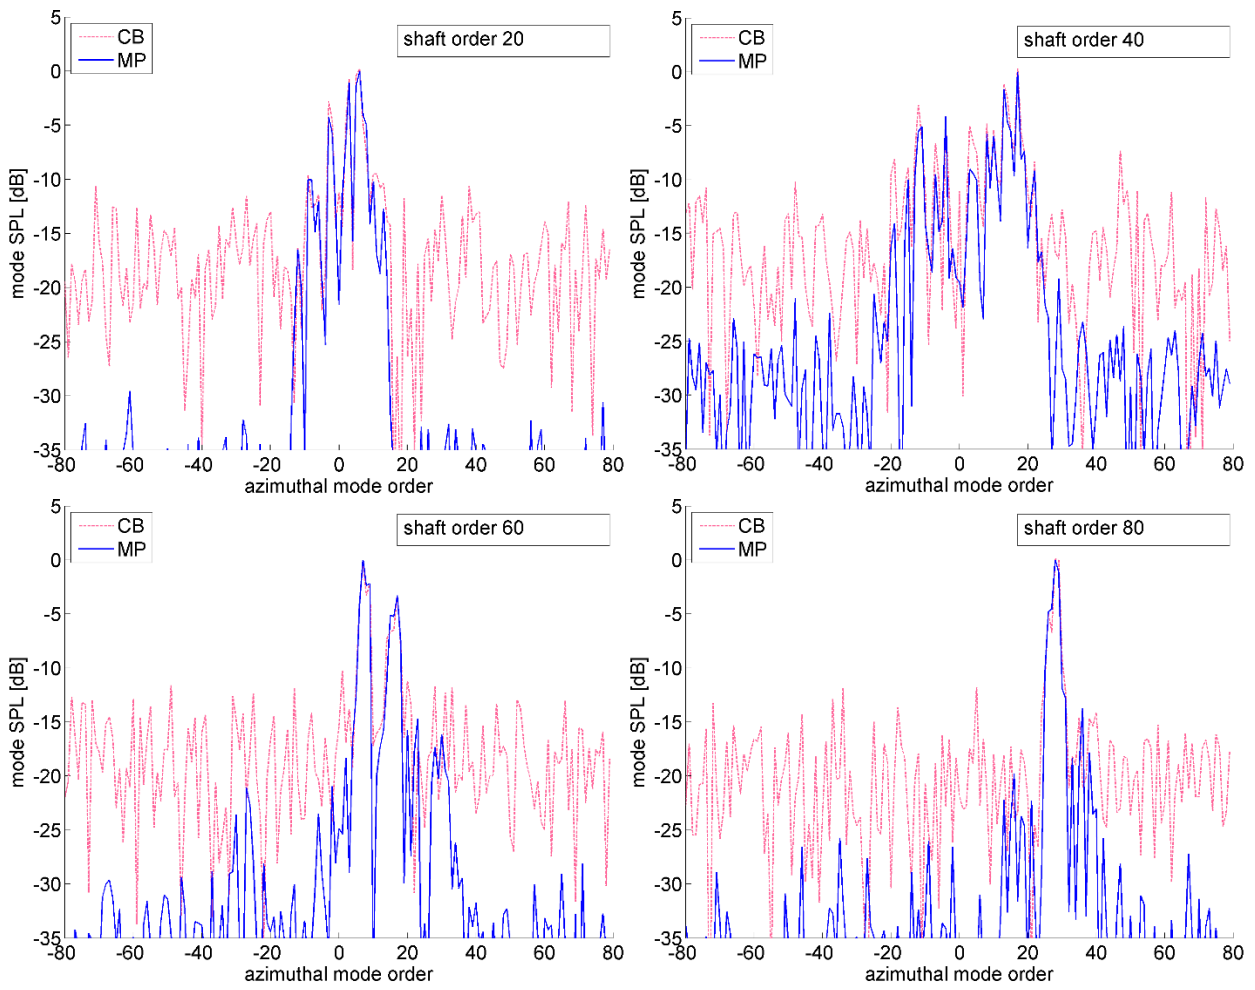 5
0
-5
-10
-15
-20
-25
-30
-35
mode SPL [dB]
CB
MP
shaft order 20
-80 -60 -40 -20 0 20 40 60 80
azimuthal mode order
5
0
-5
-10
-15
-20
-25
-30
-35
mode SPL [dB]
CB
MP
shaft order 40
-80 -60 -40 -20 0 20 40 60 80
azimuthal mode order
5
0
-5
-10
-15
-20
-25
-30
-35
mode SPL [dB]
CB
MP
shaft order 60
-80 -60 -40 -20 0 20 40 60 80
azimuthal mode order
5
0
-5
-10
-15
-20
-25
-30
-35
mode SPL [dB]
CB
MP
shaft order 80
-80 -60 -40 -20 0 20 40 60 80
azimuthal mode order